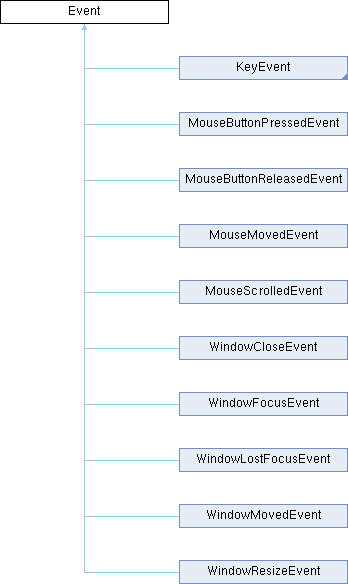 Event
KeyEvent
MouseButtonPressedEvent
MouseButtonReleasedEvent
MouseMovedEvent
MouseScrolledEvent
WindowCloseEvent
WindowFocusEvent
WindowLostFocusEvent
WindowMovedEvent
WindowResizeEvent